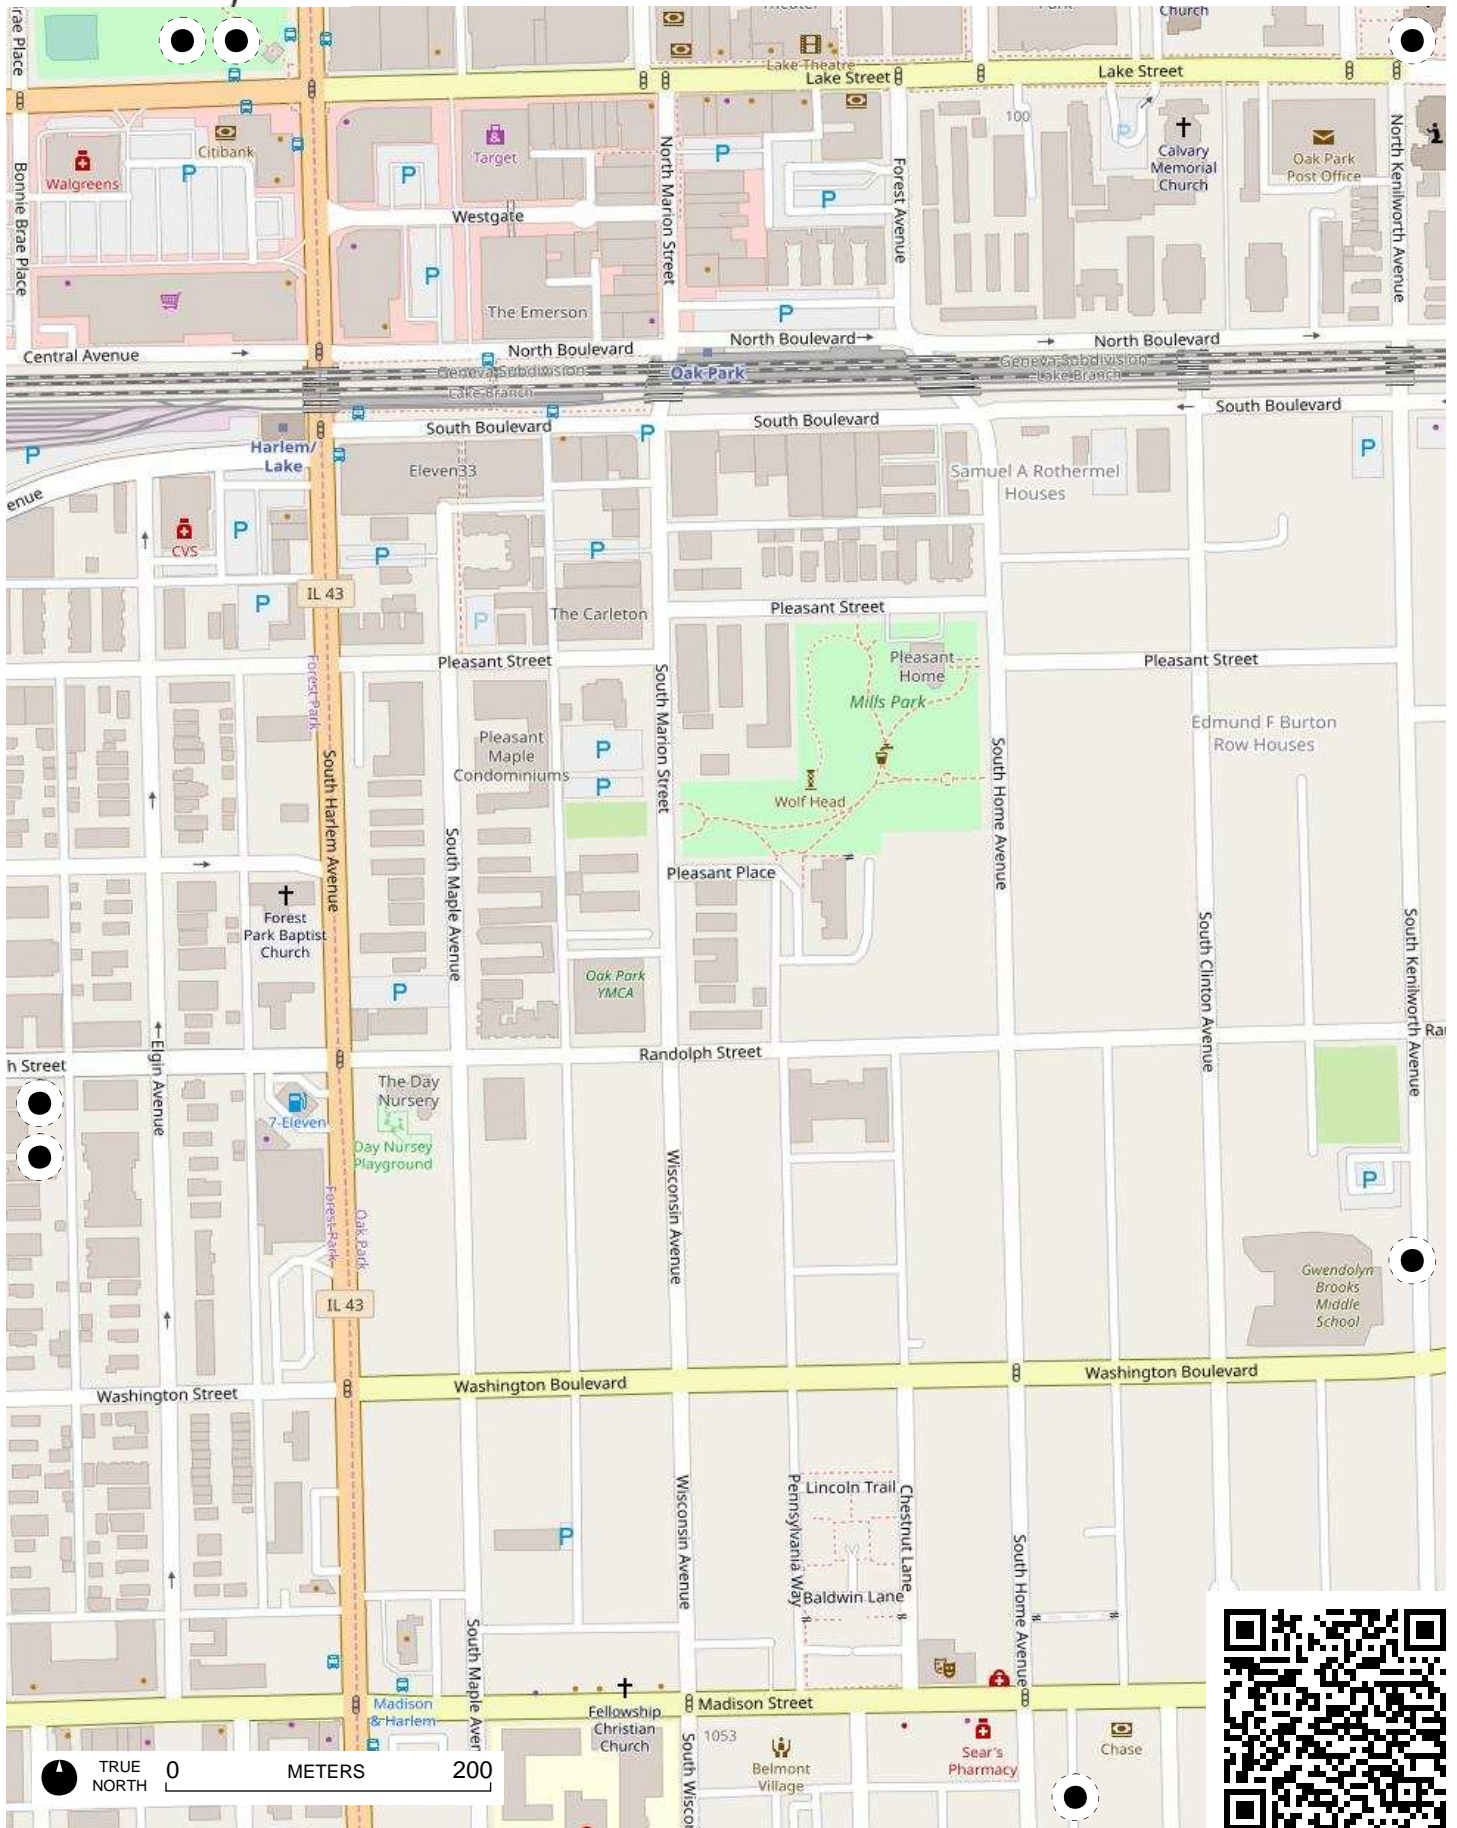 Brae Place
Church
Lake Theatre
Lake Street
Lake Street
100
Citibank
Walgreens
Target
North Marion Street
Forest Avenue
Calvary
Memorial
Church
Oak Park
Post Office
North Kenilworth Avenue
Bonnie Brae Place
P
P
P
P
P
Westgate
P
The Emerson
P
North Boulevard
North Boulevard
North Boulevard
Central Avenue
Geneva Subdivision
Lake Branch
Oak Park
Geneva Subdivision
Lake Branch
South Boulevard
South Boulevard
South Boulevard
P
P
P
Harlem/
Lake
Eleven33
Samuel A Rothermel
Houses
enue
CVS
P
P
P
IL 43
P
P
The Carleton
Pleasant Street
Pleasant Street
Pleasant Street
Forest Park
Pleasant
Home
Mills Park
Edmund F Burton
Row Houses
South Marion Street
Pleasant
Maple
Condominiums
P
P
Wolf Head
South Home Avenue
South Harlem Avenue
South Maple Avenue
Pleasant Place
Forest
Park Baptist
Church
South Clinton Avenue
South Kenilworth Avenue
P
Oak Park
YMCA
Elgin Avenue
h Street
Randolph Street
Ra
The Day
Nursery
7-Eleven
Day Nursey
Playground
Wisconsin Avenue
P
Forest Park
Oak Park
IL 43
Gwendolyn
Brooks
Middle
School
Washington Street
Washington Boulevard
Washington Boulevard
Wisconsin Avenue
Pennsylvania Way
Lincoln Trail
Chestnut Lane
P
South Home Avenue
Baldwin Lane
South Maple Aven
Madison
& Harlem
Fellowship
Christian
Church
Madison Street
1053
South Wiscon
Belmont
Village
Sear's
Pharmacy
Chase
TRUE
NORTH
0 METERS 200